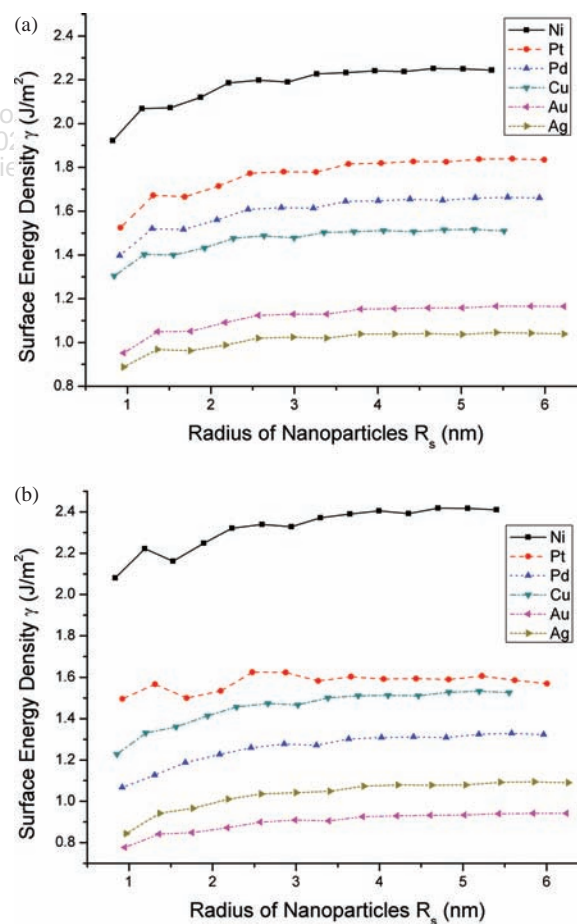 (a)
2.4
2.2
2.0
1.8
1.6
1.4
1.2
1.0
0.8
Surface Energy Density γ (J/m²)
Ni
Pt
Pd
Cu
Au
Ag
1 2 3 4 5 6
Radius of Nanoparticles Rₛ (nm)
(b)
2.4
2.2
2.0
1.8
1.6
1.4
1.2
1.0
0.8
Surface Energy Density γ (J/m²)
Ni
Pt
Pd
Cu
Au
Ag
1 2 3 4 5 6
Radius of Nanoparticles Rₛ (nm)